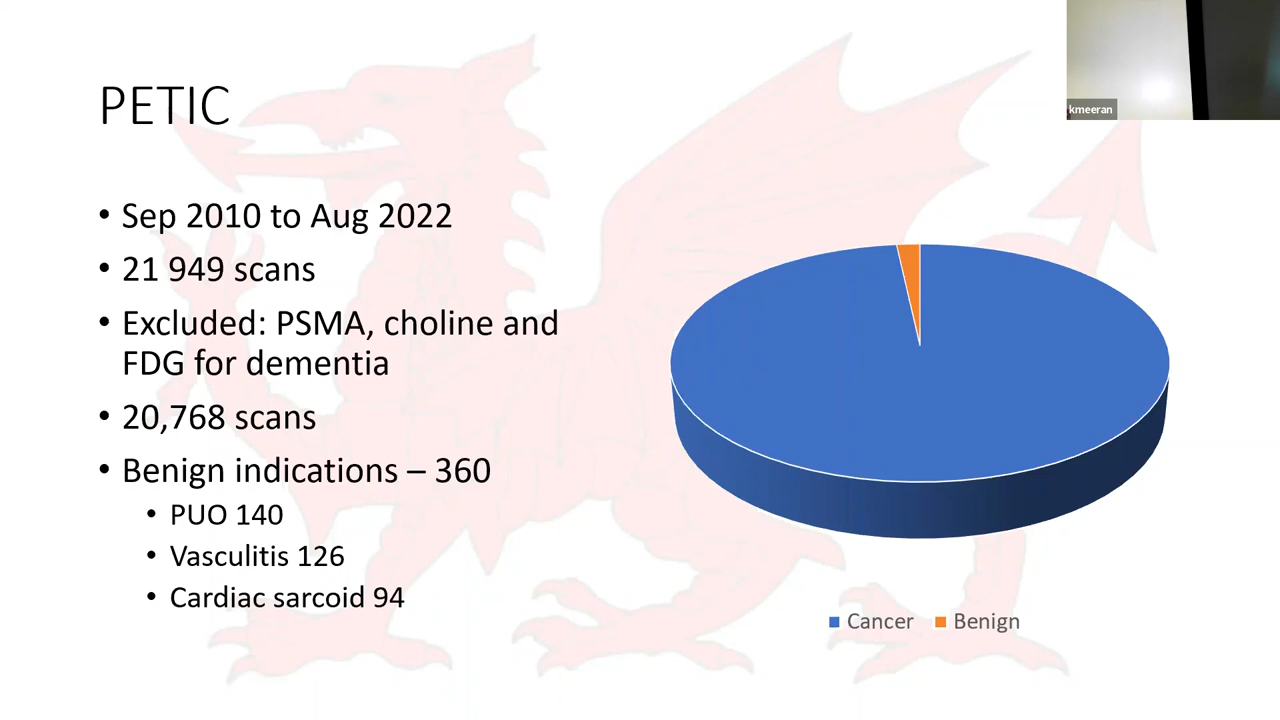 kmeeran
PETIC
• Sep 2010 to Aug 2022
• 21 949 scans
• Excluded: PSMA, choline and
FDG for dementia
• 20,768 scans
• Benign indications – 360
• PUO 140
• Vasculitis 126
• Cardiac sarcoid 94
Cancer Benign